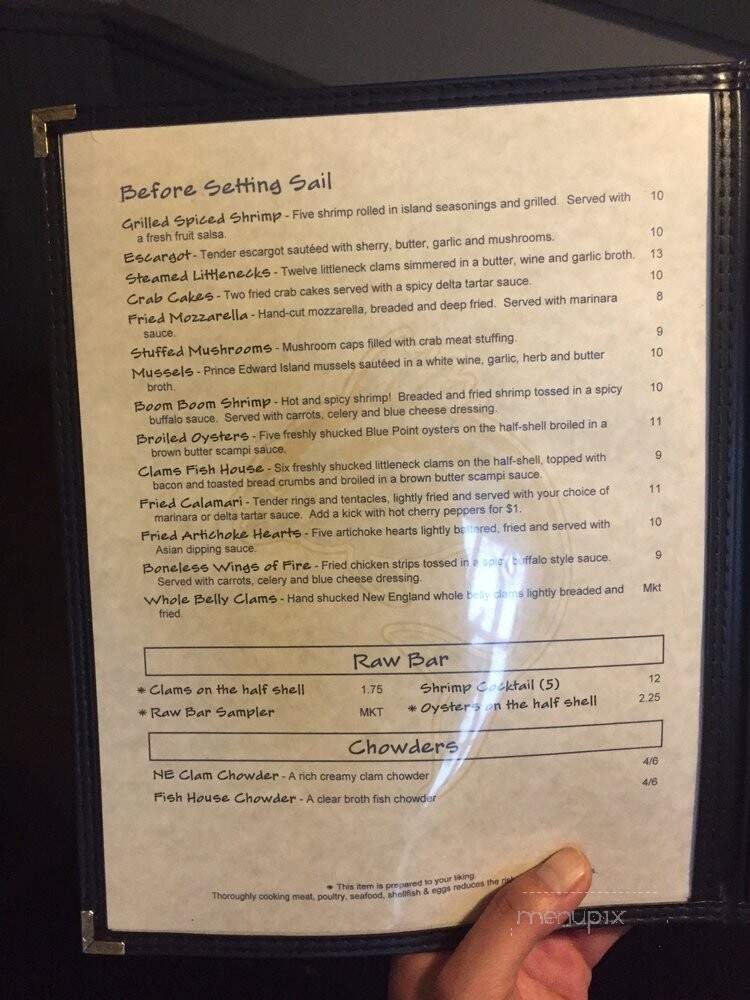 Before Setting Sail
Grilled Spiced Shrimp - Five shrimp rolled in island seasonings and grilled. Served with 10
a fresh fruit salsa.
Escargot - Tender escargot sautéed with sherry, butter, garlic and mushrooms. 10
Steamed Littlenecks - Twelve littleneck clams simmered in a butter, wine and garlic broth. 13
Crab Cakes - Two fried crab cakes served with a spicy delta tartar sauce. 10
Fried Mozzarella - Hand-cut mozzarella, breaded and deep fried. Served with marinara 8
sauce.
Stuffed Mushrooms - Mushroom caps filled with crab meat stuffing. 9
Mussels - Prince Edward Island mussels sautéed in a white wine, garlic, herb and butter 10
broth.
Boom Boom Shrimp - Hot and spicy shrimp! Breaded and fried shrimp tossed in a spicy 10
buffalo sauce. Served with carrots, celery and blue cheese dressing.
Broiled Oysters - Five freshly shucked Blue Point oysters on the half-shell broiled in a 11
brown butter scampi sauce.
Clams Fish House - Six freshly shucked littleneck clams on the half-shell, topped with 9
bacon and toasted bread crumbs and broiled in a brown butter scampi sauce.
Fried Calamari - Tender rings and tentacles, lightly fried and served with your choice of 11
marinara or delta tartar sauce. Add a kick with hot cherry peppers for $1.
Fried Artichoke Hearts - Five artichoke hearts lightly battered, fried and served with 10
Asian dipping sauce.
Boneless Wings of Fire - Fried chicken strips tossed in a spicy buffalo style sauce. 9
Served with carrots, celery and blue cheese dressing.
Whole Belly Clams - Hand shucked New England whole belly clams lightly breaded and Mkt
fried.
Raw Bar
* Clams on the half shell 1.75 Shrimp Cocktail (5) 12
* Raw Bar Sampler MKT * Oysters on the half shell 2.25
Chowders
NE Clam Chowder - A rich creamy clam chowder 4/6
Fish House Chowder - A clear broth fish chowder 4/6
* This item is prepared to your liking
Thoroughly cooking meat, poultry, seafood, shellfish & eggs reduces the
menupix